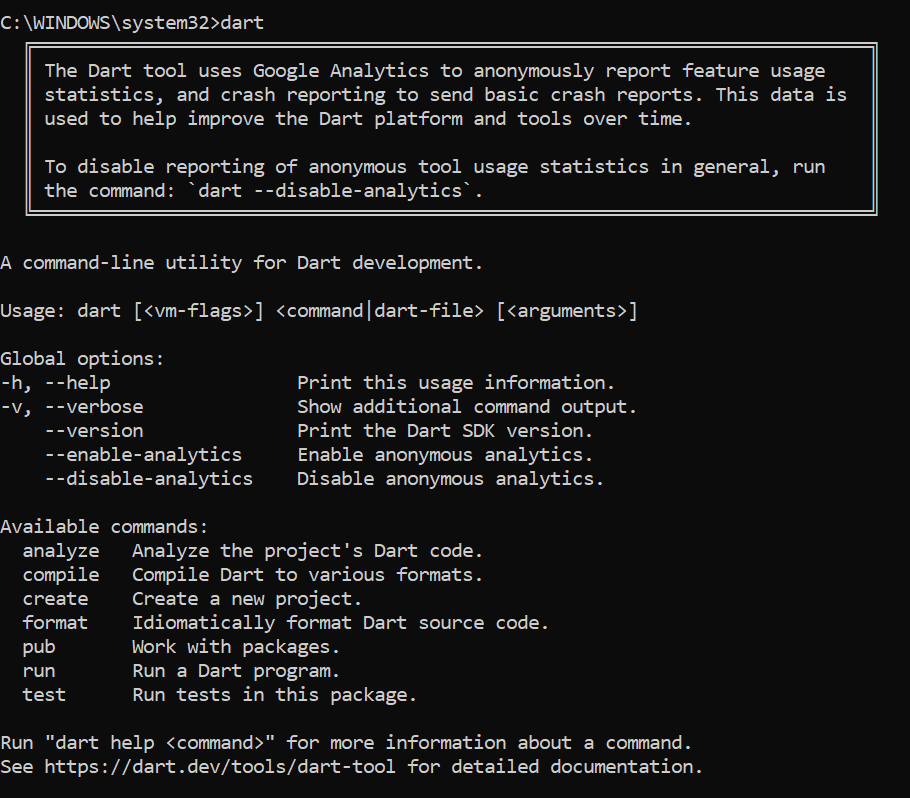 C:\WINDOWS\system32>dart
The Dart tool uses Google Analytics to anonymously report feature usage
statistics, and crash reporting to send basic crash reports. This data is
used to help improve the Dart platform and tools over time.
To disable reporting of anonymous tool usage statistics in general, run
the command: `dart --disable-analytics`.
A command-line utility for Dart development.
Usage: dart [<vm-flags>] <command|dart-file> [<arguments>]
Global options:
-h, --help                 Print this usage information.
-v, --verbose              Show additional command output.
    --version              Print the Dart SDK version.
    --enable-analytics     Enable anonymous analytics.
    --disable-analytics    Disable anonymous analytics.
Available commands:
  analyze   Analyze the project's Dart code.
  compile   Compile Dart to various formats.
  create    Create a new project.
  format    Idiomatically format Dart source code.
  pub       Work with packages.
  run       Run a Dart program.
  test      Run tests in this package.
Run "dart help <command>" for more information about a command.
See https://dart.dev/tools/dart-tool for detailed documentation.